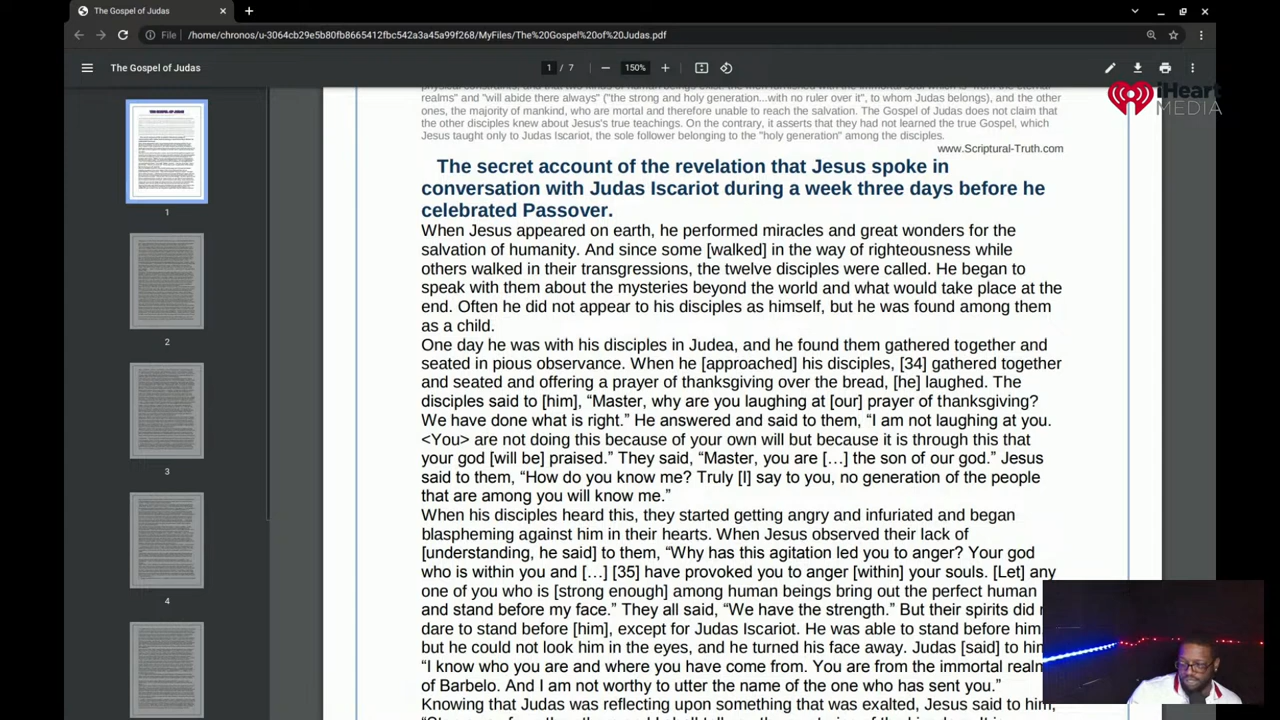 The Gospel of Judas
File
/home/chronos/u-3064cb29e5b80fb8665412fbc542a3a45a99f268/MyFiles/The%20Gospel%20of%20Judas.pdf
The Gospel of Judas
1 / 7
150%
iHeart
MEDIA
1
2
3
4
realms” and “will abide there always” (“the strong and holy generation, with no ruler over it”, to whom Judas belongs), and the other
ones, the majority of mankind, who are mortal and therefore unable to reach the salvation. Gospel of Judas does not claim that
the other disciples knew about Jesus's true teachings. On the contrary, it asserts that they had not learned the true Gospel, which
Jesus taught only to Judas Iscariot, the sole follower belonging to the “holy generation” among the disciples.
www.Scriptural-Truth.com
The secret account of the revelation that Jesus spoke in
conversation with Judas Iscariot during a week three days before he
celebrated Passover.
When Jesus appeared on earth, he performed miracles and great wonders for the
salvation of humanity. And since some [walked] in the way of righteousness while
others walked in their transgressions, the twelve disciples were called. He began to
speak with them about the mysteries beyond the world and what would take place at the
end. Often he did not appear to his disciples as himself, but he was found among them
as a child.
One day he was with his disciples in Judea, and he found them gathered together and
seated in pious observance. When he [approached] his disciples, [34] gathered together
and seated and offering a prayer of thanksgiving over the bread, [he] laughed. The
disciples said to [him], “Master, why are you laughing at [our] prayer of thanksgiving?
We have done what is right.” He answered and said to them, “I am not laughing at you.
<You> are not doing this because of your own will but because it is through this that
your god [will be] praised.” They said, “Master, you are […] the son of our god.” Jesus
said to them, “How do you know me? Truly [I] say to you, no generation of the people
that are among you will know me.”
When his disciples heard this, they started getting angry and infuriated and began
blaspheming against him in their hearts. When Jesus observed their lack of
[understanding, he said] to them, “Why has this agitation led you to anger? Your god
who is within you and […] [35] have provoked you to anger [within] your souls. [Let] any
one of you who is [strong enough] among human beings bring out the perfect human
and stand before my face.” They all said, “We have the strength.” But their spirits did
not dare to stand before [him], except for Judas Iscariot. He was able to stand before
him, but he could not look him in the eyes, and he turned his face away. Judas [said] to him,
“I know who you are and where you have come from. You are from the immortal realm
of Barbelo. And I am not worthy to utter the name of the one who has sent you.”
Knowing that Judas was reflecting upon something that was exalted, Jesus said to him,